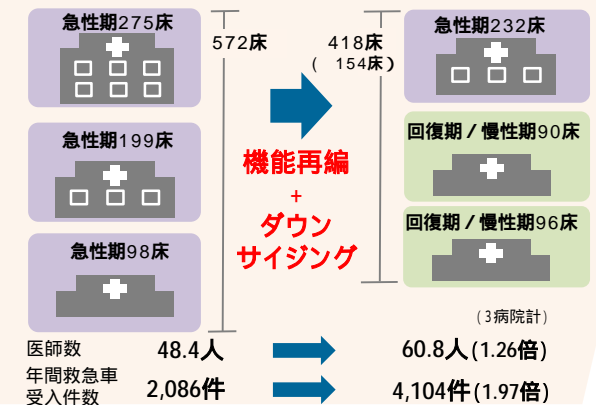 急性期275床
572床
418床
(　154床)
急性期232床
急性期199床
機能再編
+
ダウン
サイジング
回復期 / 慢性期90床
急性期98床
回復期 / 慢性期96床
(3病院計)
医師数 48.4人 60.8人(1.26倍)
年間救急車
受入件数 2,086件 4,104件(1.97倍)